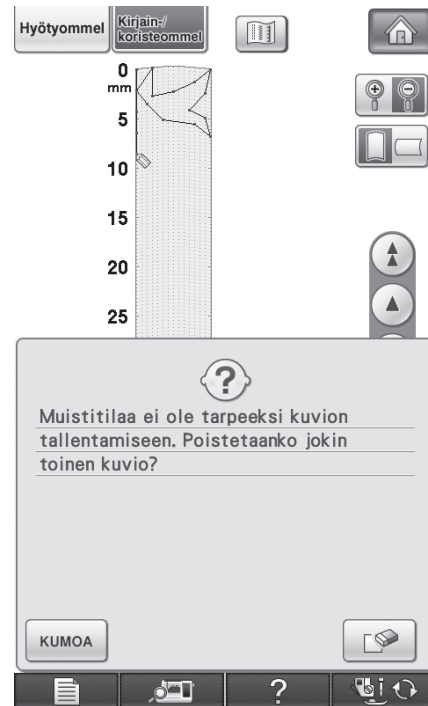 Hyötyommel
Kirjain-/
koristeommel
0
mm
5
10
15
20
25
?
Muistitilaa ei ole tarpeeksi kuvion
tallentamiseen. Poistetaanko jokin
toinen kuvio?
KUMOA
?